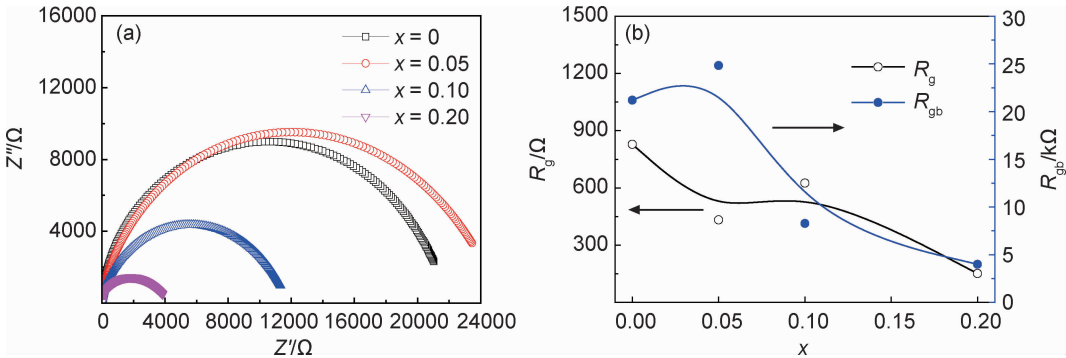 (a)
x = 0
x = 0.05
x = 0.10
x = 0.20
16000
12000
8000
4000
0
0 4000 8000 12000 16000 20000 24000
Z″/Ω
Z′/Ω
(b)
Rg
Rgb
1500
1200
900
600
300
30
25
20
15
10
5
0
0.00 0.05 0.10 0.15 0.20
Rg/Ω
Rgb/kΩ
x